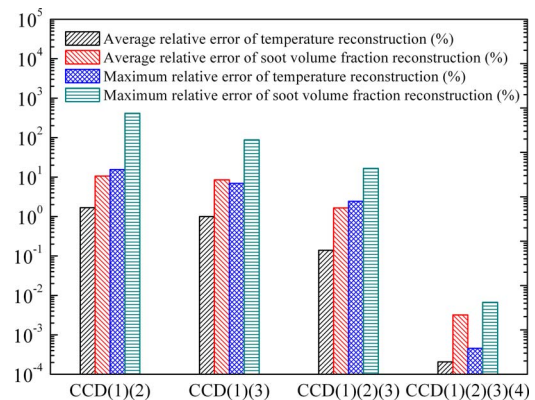 10^5
10^4
10^3
10^2
10^1
10^0
10^-1
10^-2
10^-3
10^-4
Average relative error of temperature reconstruction (%)
Average relative error of soot volume fraction reconstruction (%)
Maximum relative error of temperature reconstruction (%)
Maximum relative error of soot volume fraction reconstruction (%)
CCD(1)(2) CCD(1)(3) CCD(1)(2)(3) CCD(1)(2)(3)(4)